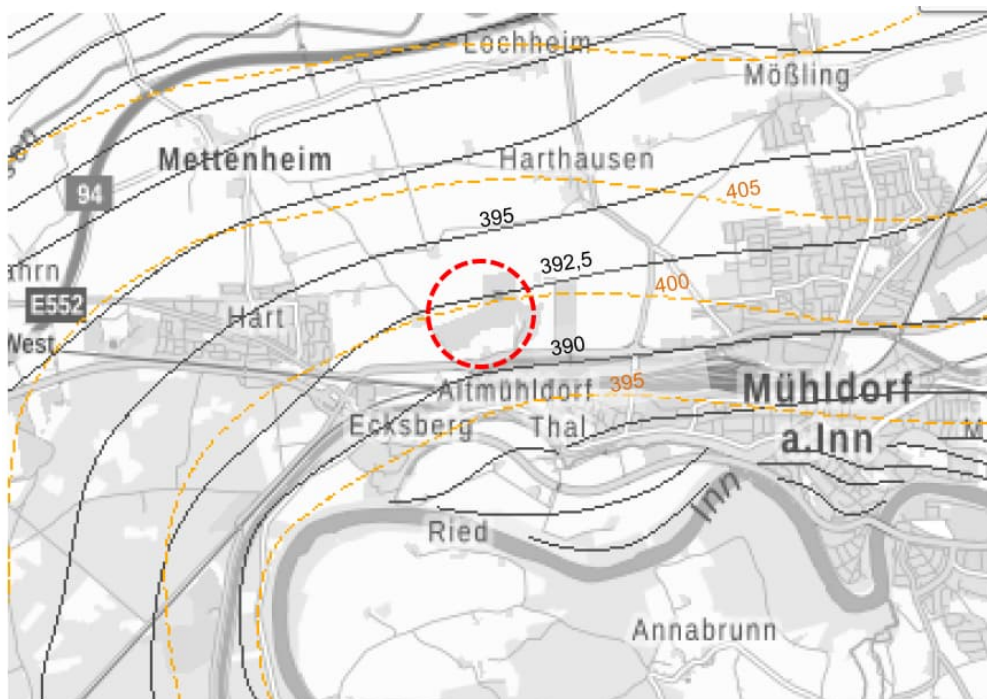 Lochheim
Mößling
Mettenheim
Harthausen
94
405
395
392,5
400
E552
Hart
West
390
Altmühldorf
395
Mühldorf
a.Inn
Ecksberg
Thal
Inn
Ried
Annabrunn